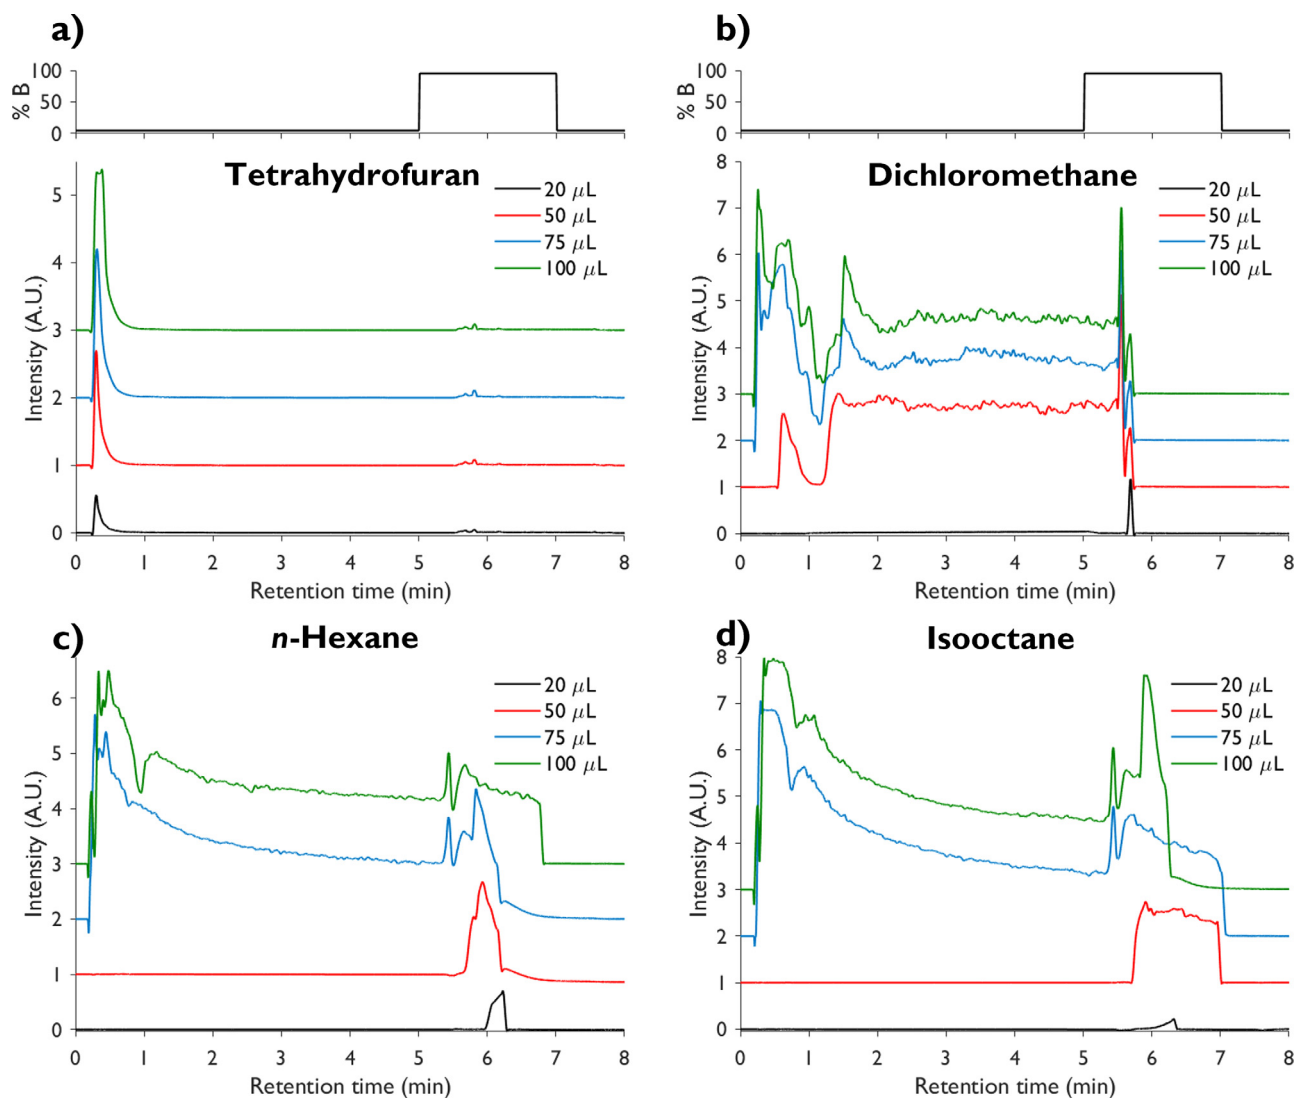 a)
100
50
0
% B
Tetrahydrofuran
20 μL
50 μL
75 μL
100 μL
5
4
3
2
1
0
Intensity (A.U.)
0 1 2 3 4 5 6 7 8
Retention time (min)
b)
100
50
0
% B
Dichloromethane
20 μL
50 μL
75 μL
100 μL
8
7
6
5
4
3
2
1
0
Intensity (A.U.)
0 1 2 3 4 5 6 7 8
Retention time (min)
c)
n-Hexane
20 μL
50 μL
75 μL
100 μL
6
5
4
3
2
1
0
Intensity (A.U.)
0 1 2 3 4 5 6 7 8
Retention time (min)
d)
Isooctane
20 μL
50 μL
75 μL
100 μL
8
7
6
5
4
3
2
1
0
Intensity (A.U.)
0 1 2 3 4 5 6 7 8
Retention time (min)